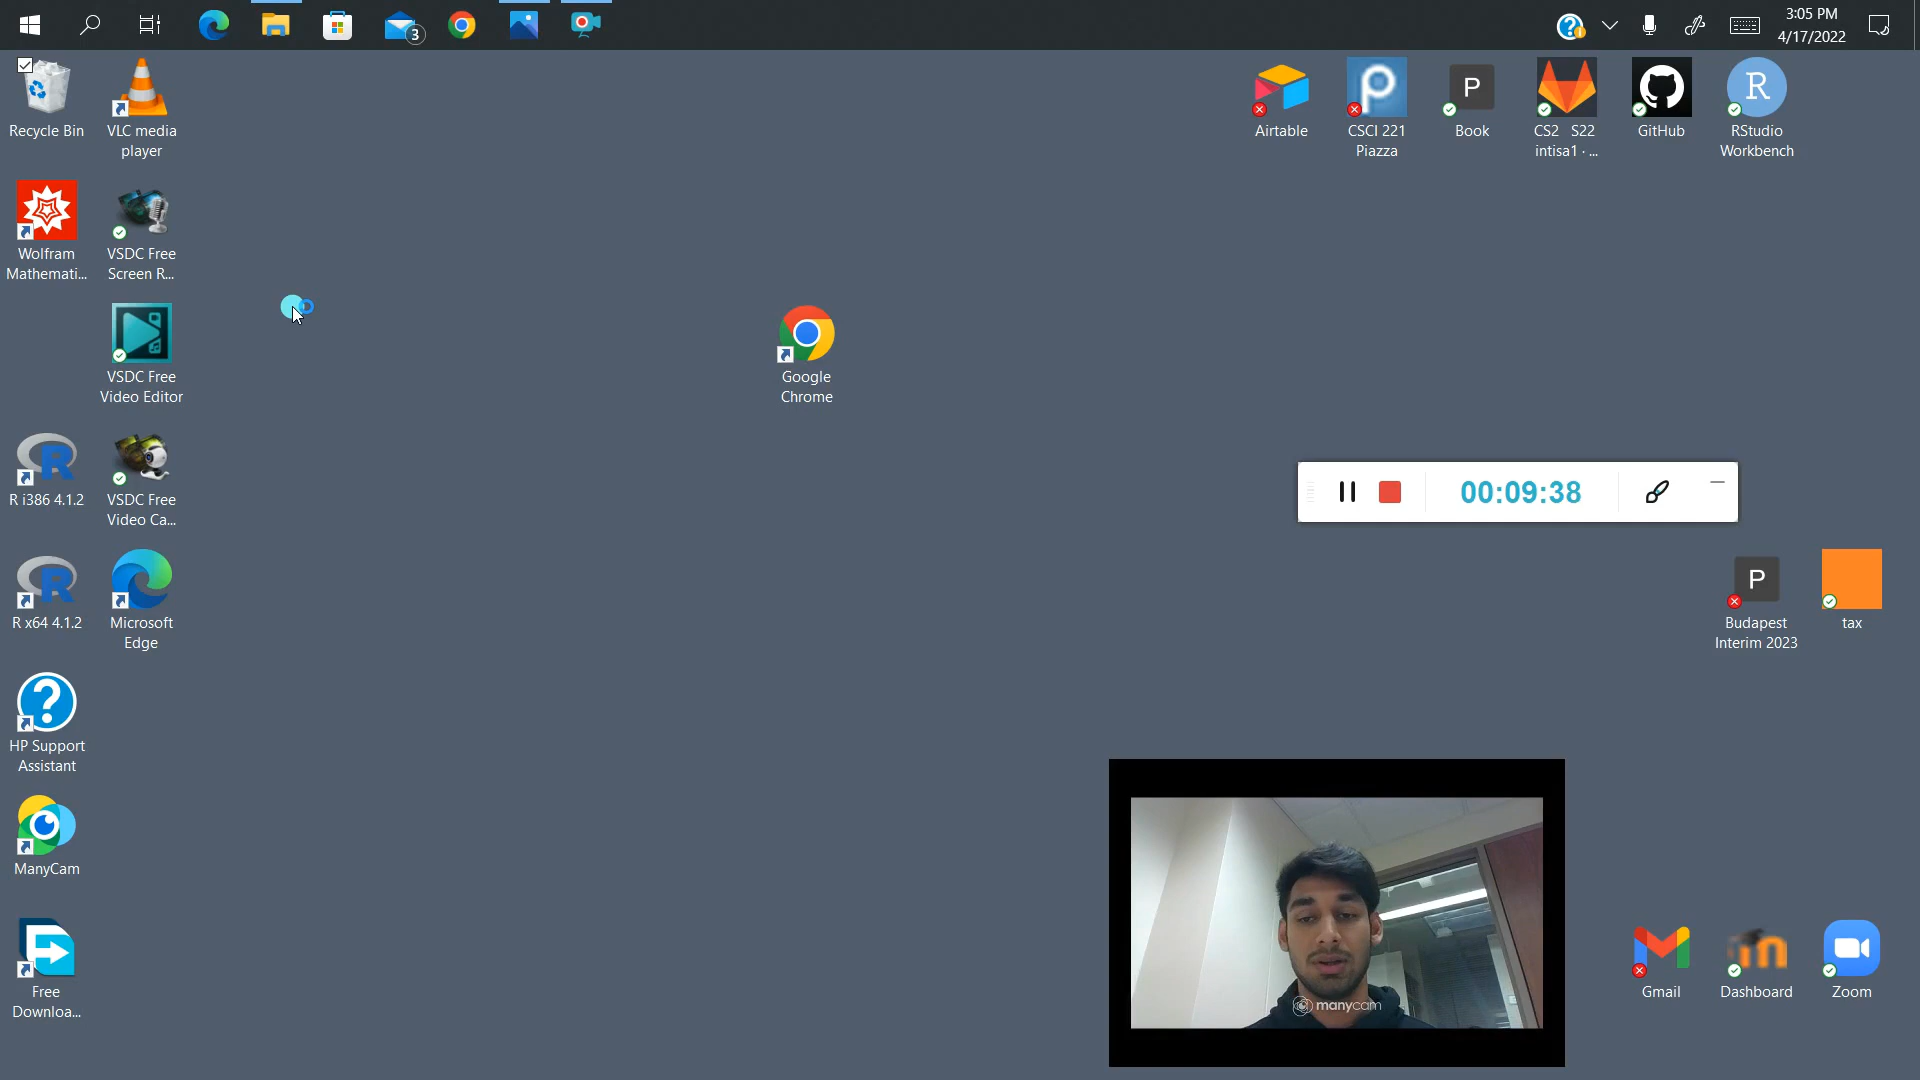 3
3:05 PM
4/17/2022
Recycle Bin
VLC media
player
Airtable
CSCI 221
Piazza
P
Book
CS2 S22
intisa1 · ...
GitHub
R
RStudio
Workbench
Wolfram
Mathemati...
VSDC Free
Screen R...
VSDC Free
Video Editor
Google
Chrome
R i386 4.1.2
VSDC Free
Video Ca...
00:09:38
R x64 4.1.2
Microsoft
Edge
P
Budapest
Interim 2023
tax
HP Support
Assistant
ManyCam
manycam
Free
Downloa...
Gmail
Dashboard
Zoom